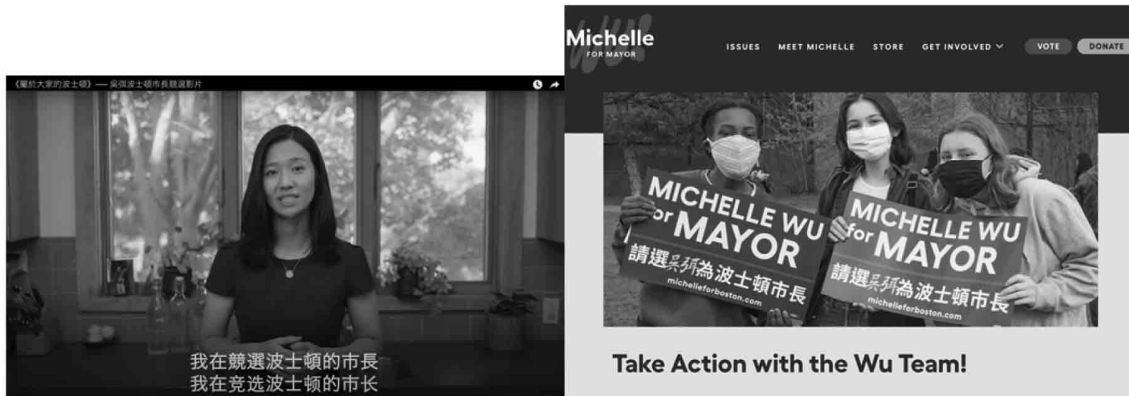 《屬於大家的波士頓》 — 吳弭波士頓市長競選影片
我在競選波士頓的市長
我在竞选波士顿的市长
Michelle
FOR MAYOR
ISSUES MEET MICHELLE STORE GET INVOLVED VOTE DONATE
MICHELLE WU
for MAYOR
請選吳弭為波士頓市長
michelleforboston.com
MICHELLE WU
for MAYOR
請選吳弭為波士頓市長
michelleforboston.com
Take Action with the Wu Team!